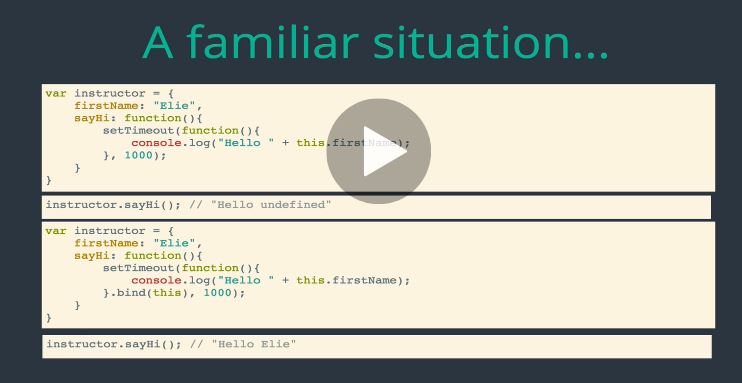 A familiar situation...
var instructor = {
    firstName: "Elie",
    sayHi: function(){
        setTimeout(function(){
            console.log("Hello " + this.firstName);
        }, 1000);
    }
}
instructor.sayHi(); // "Hello undefined"
var instructor = {
    firstName: "Elie",
    sayHi: function(){
        setTimeout(function(){
            console.log("Hello " + this.firstName);
        }.bind(this), 1000);
    }
}
instructor.sayHi(); // "Hello Elie"